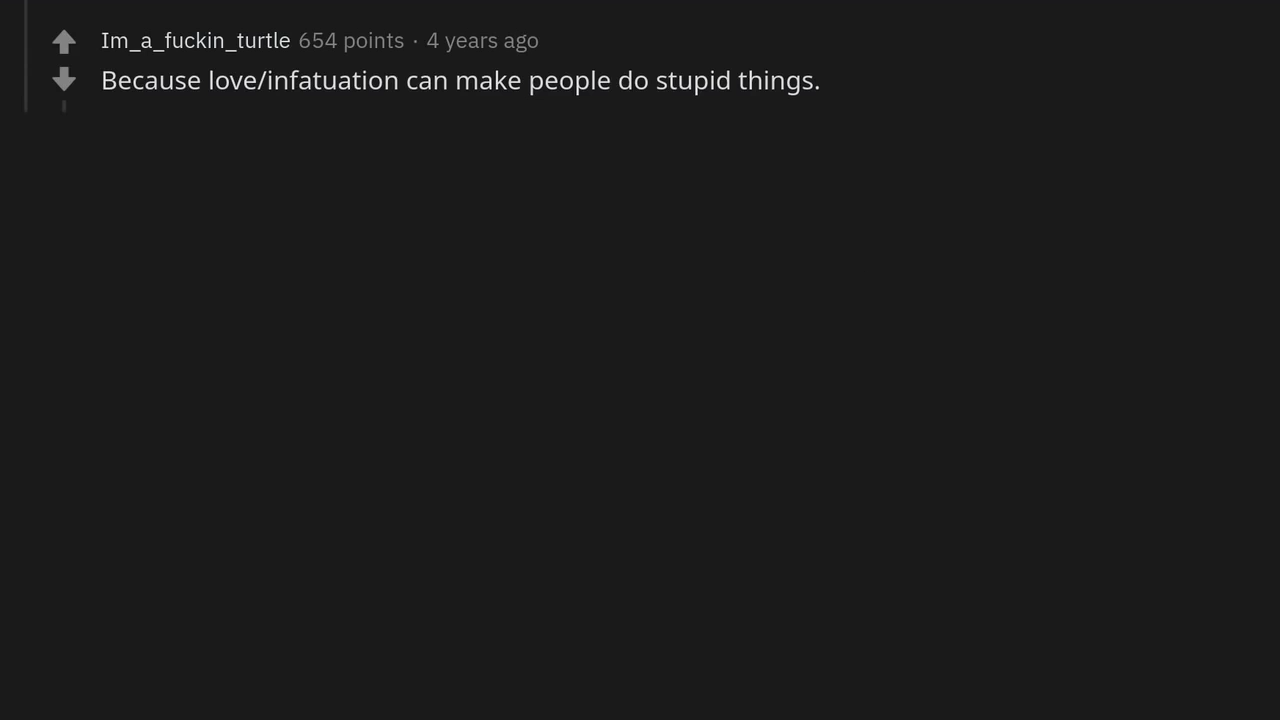 Im_a_fuckin_turtle 654 points · 4 years ago
Because love/infatuation can make people do stupid things.